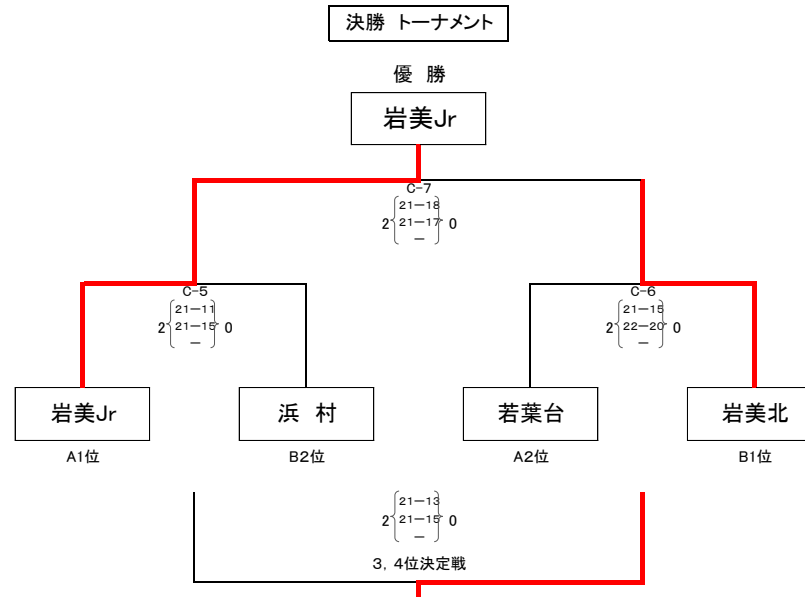 決勝 トーナメント
優 勝
岩美Jr
C-7
21-18
2 21-17 0
-
C-5
21-11
2 21-15 0
-
C-6
21-15
2 22-20 0
-
岩美Jr
浜 村
若葉台
岩美北
A1位
B2位
A2位
B1位
21-13
2 21-15 0
-
3, 4位決定戦